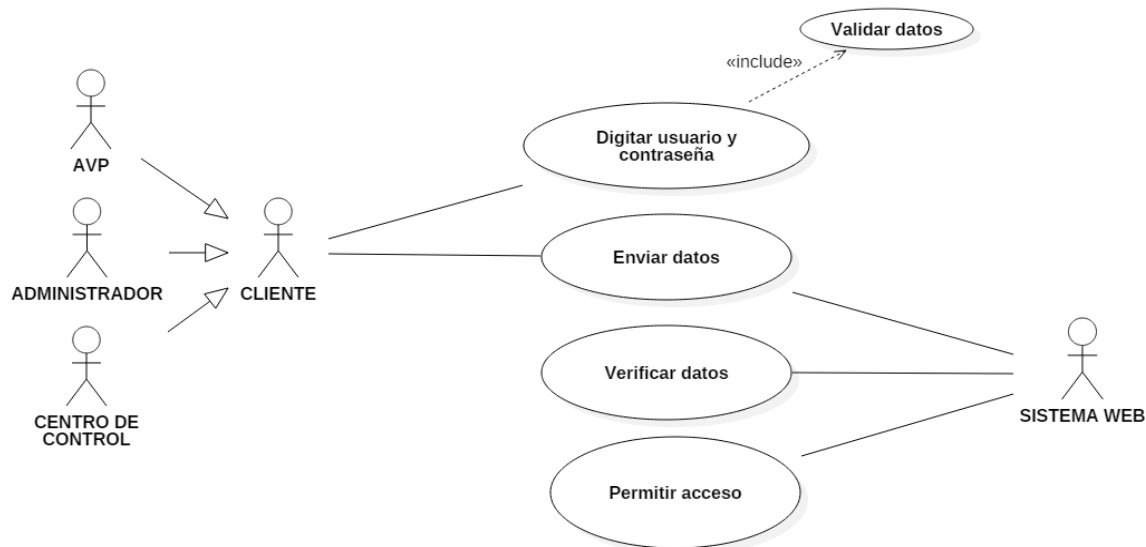 Validar datos
«include»
Digitar usuario y
contraseña
AVP
ADMINISTRADOR
CLIENTE
Enviar datos
Verificar datos
CENTRO DE
CONTROL
SISTEMA WEB
Permitir acceso